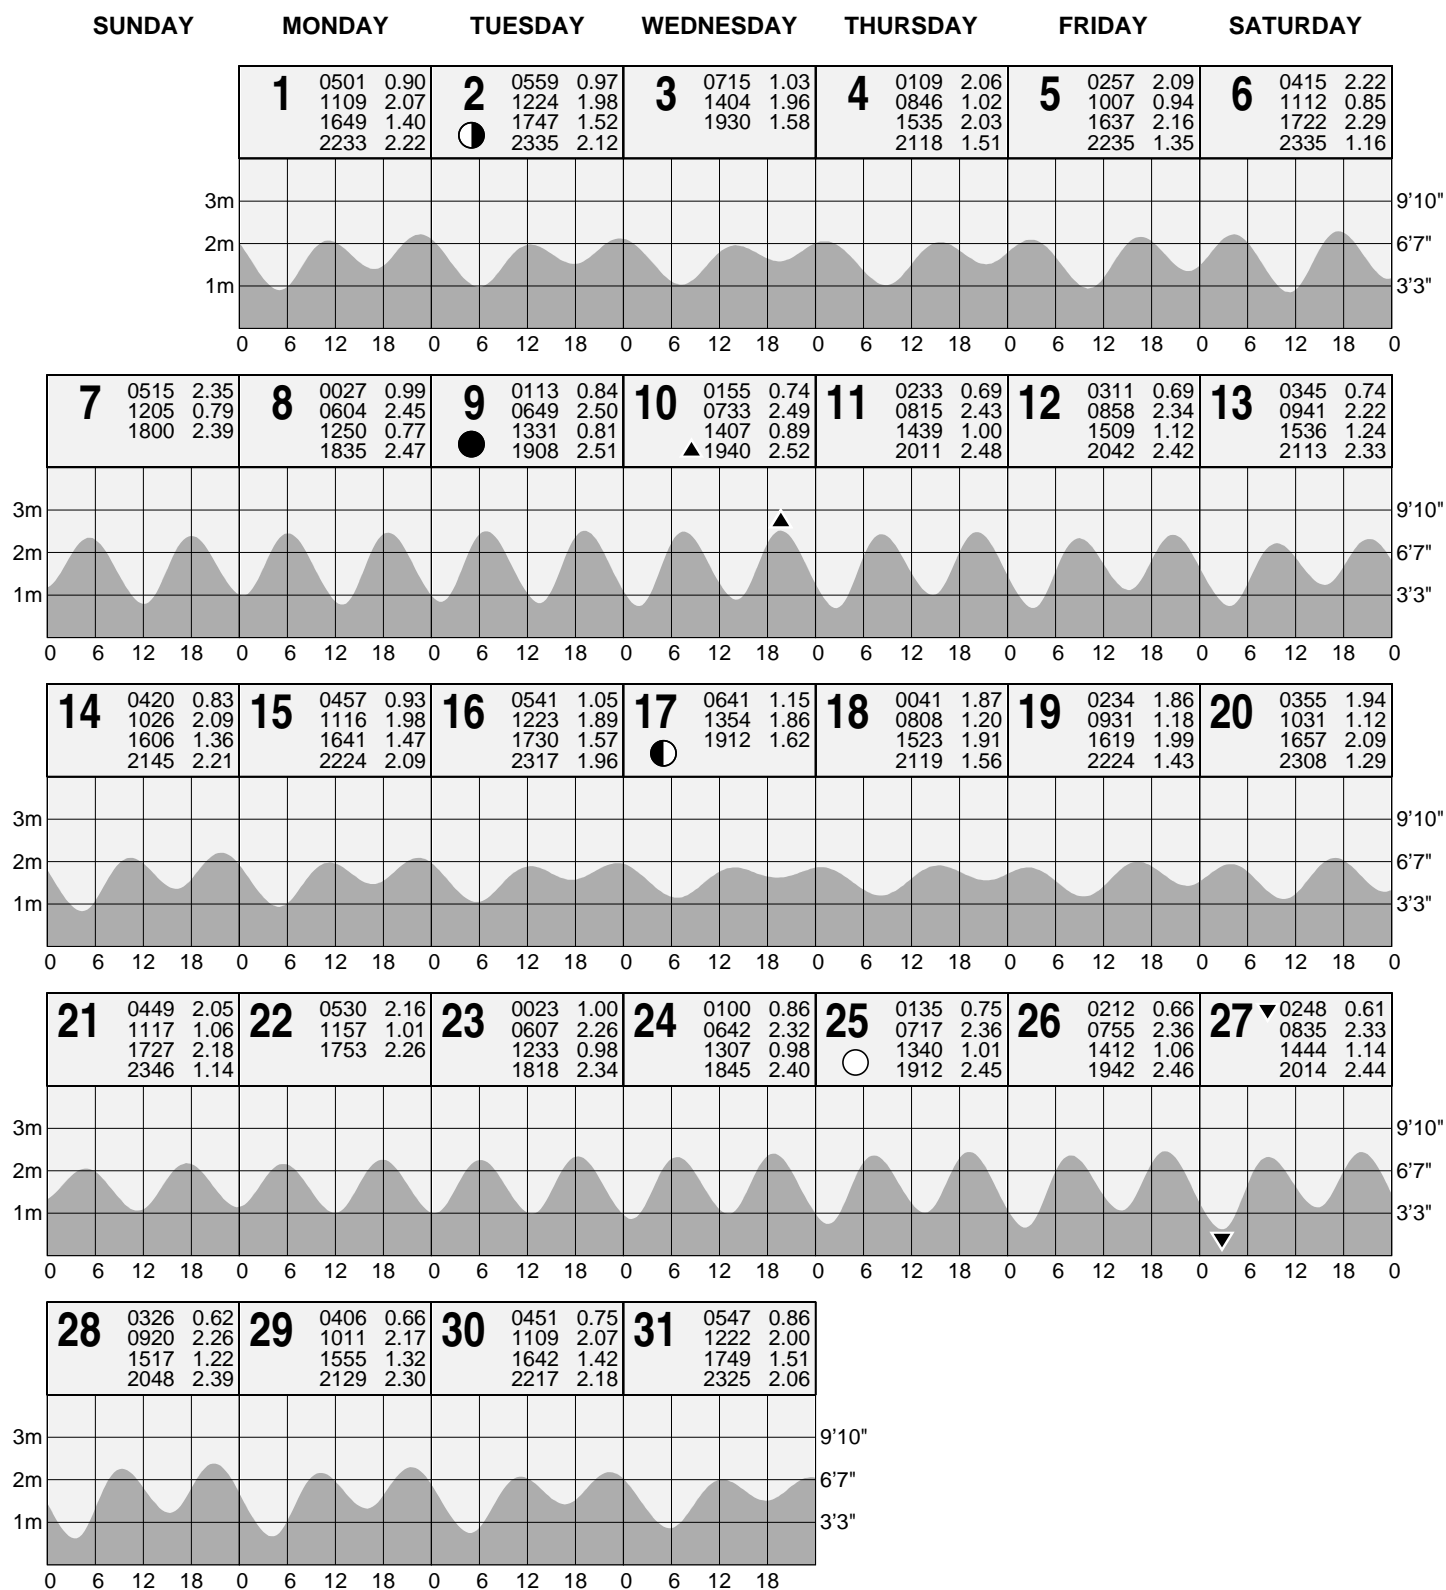 SUNDAY MONDAY TUESDAY WEDNESDAY THURSDAY FRIDAY SATURDAY
1 0501 0.90
1109 2.07
1649 1.40
2233 2.22
2 0559 0.97
1224 1.98
1747 1.52
2335 2.12
3 0715 1.03
1404 1.96
1930 1.58
4 0109 2.06
0846 1.02
1535 2.03
2118 1.51
5 0257 2.09
1007 0.94
1637 2.16
2235 1.35
6 0415 2.22
1112 0.85
1722 2.29
2335 1.16
3m 9'10"
2m 6'7"
1m 3'3"
0 6 12 18 0 6 12 18 0 6 12 18 0 6 12 18 0 6 12 18 0 6 12 18 0
7 0515 2.35
1205 0.79
1800 2.39
8 0027 0.99
0604 2.45
1250 0.77
1835 2.47
9 0113 0.84
0649 2.50
1331 0.81
1908 2.51
10 0155 0.74
0733 2.49
1407 0.89
1940 2.52
11 0233 0.69
0815 2.43
1439 1.00
2011 2.48
12 0311 0.69
0858 2.34
1509 1.12
2042 2.42
13 0345 0.74
0941 2.22
1536 1.24
2113 2.33
3m 9'10"
2m 6'7"
1m 3'3"
0 6 12 18 0 6 12 18 0 6 12 18 0 6 12 18 0 6 12 18 0 6 12 18 0 6 12 18 0
14 0420 0.83
1026 2.09
1606 1.36
2145 2.21
15 0457 0.93
1116 1.98
1641 1.47
2224 2.09
16 0541 1.05
1223 1.89
1730 1.57
2317 1.96
17 0641 1.15
1354 1.86
1912 1.62
18 0041 1.87
0808 1.20
1523 1.91
2119 1.56
19 0234 1.86
0931 1.18
1619 1.99
2224 1.43
20 0355 1.94
1031 1.12
1657 2.09
2308 1.29
3m 9'10"
2m 6'7"
1m 3'3"
0 6 12 18 0 6 12 18 0 6 12 18 0 6 12 18 0 6 12 18 0 6 12 18 0 6 12 18 0
21 0449 2.05
1117 1.06
1727 2.18
2346 1.14
22 0530 2.16
1157 1.01
1753 2.26
23 0023 1.00
0607 2.26
1233 0.98
1818 2.34
24 0100 0.86
0642 2.32
1307 0.98
1845 2.40
25 0135 0.75
0717 2.36
1340 1.01
1912 2.45
26 0212 0.66
0755 2.36
1412 1.06
1942 2.46
27 0248 0.61
0835 2.33
1444 1.14
2014 2.44
3m 9'10"
2m 6'7"
1m 3'3"
0 6 12 18 0 6 12 18 0 6 12 18 0 6 12 18 0 6 12 18 0 6 12 18 0 6 12 18 0
28 0326 0.62
0920 2.26
1517 1.22
2048 2.39
29 0406 0.66
1011 2.17
1555 1.32
2129 2.30
30 0451 0.75
1109 2.07
1642 1.42
2217 2.18
31 0547 0.86
1222 2.00
1749 1.51
2325 2.06
3m 9'10"
2m 6'7"
1m 3'3"
0 6 12 18 0 6 12 18 0 6 12 18 0 6 12 18